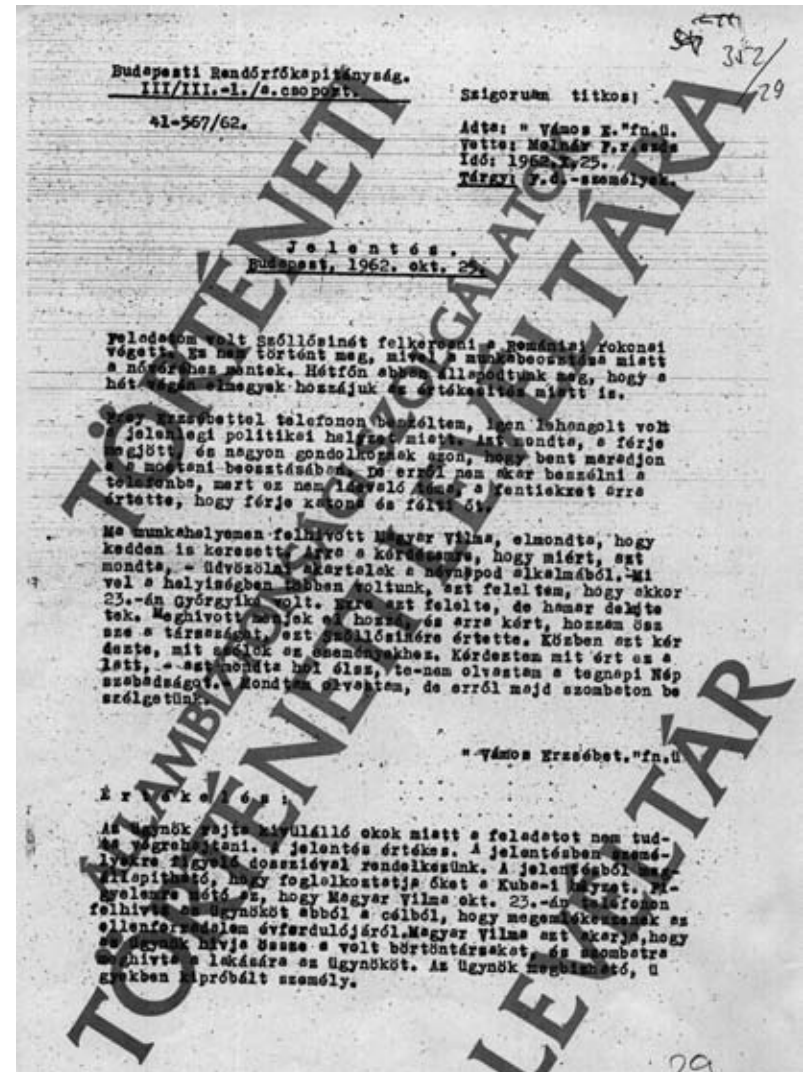 352/
29
Budapesti Rendőrfőkapitányság.
III/III.-1./a.csoport.
Szigoruan titkos!
41-567/62.
Adta: " Vámos E."fn.ü.
Vette: Molnár F.r.szds
Idő: 1962.X.25.
Tárgy: F.d.-személyek.
J e l e n t é s .
Budapest, 1962. okt. 25.
Feladatom volt Szőllősinét felkeresni a Romániai rokonai
végett. Ez nem történt meg, mivel a munkabeosztása miatt
a nővéréhez mentek. Hétfőn abban állapodtunk meg, hogy a
hét végén elmegyek hozzájuk az értékesítés miatt is.
Erzsébettel telefonon beszéltem, igen lehangolt volt
jelenlegi politikai helyzet miatt. Azt mondta, a férje
megjött, és nagyon gondolkoznak azon, hogy bent maradjon
a mostani beosztásában. De erről nem akar beszélni a
telefonba, mert ez nem idevaló téma, a fentieket arra
értette, hogy férje katona és félti őt.
Ma munkahelyemen felhivott Magyar Vilma, elmondta, hogy
kedden is keresett. Arra a kérdésemre, hogy miért, azt
mondta, - üdvözölni akartalak a névnapod alkalmából.-Mi
vel a helyiségben többen voltunk, azt feleltem, hogy akkor
23.-án Györgyike volt. Erre azt felelte, de hamar
tek. Meghivott menjek el hozzá, és arra kért, hozzam ösz
sze a társaságot, ezt Szőllősinére értette. Közben azt kér
dezte, mit szólok az eseményekhez. Kérdeztem mit ért ez a
latt, - azt mondta hol élsz, te-nem olvastam a tegnapi Nép
szabadságot.- Mondtam olvastam, de erről majd szombaton be
szélgetünk.
" Vámos Erzsébet."fn.ü
É r t é k e l é s :
Az ügynök rajta kivülálló okok miatt a feladatot nem tud-
ta végrehajtani. A jelentés értékes. A jelentésben szemé-
lyekre figyelő dossziéval rendelkezünk. A jelentésből meg-
állapitható, hogy foglalkoztatja őket a Kuba-i helyzet. Fi-
gyelemre méltó az, hogy Magyar Vilma okt. 23.-án telefonon
felhivta az ügynököt abból a célból, hogy megemlékezzenek az
ellenforradalom évfordulójáról.Magyar Vilma azt akarja,hogy
az ügynök hivja össze a volt börtöntársakat, és szombatra
meghivta a lakására az ügynököt. Az ügynök megbizható, ü
gyekben kipróbált személy.
29
ÁLLAMBIZTONSÁGI SZOLGÁLATOK
TÖRTÉNETI LEVÉLTÁRA
TÖRTÉNETI
LEVÉLTÁR